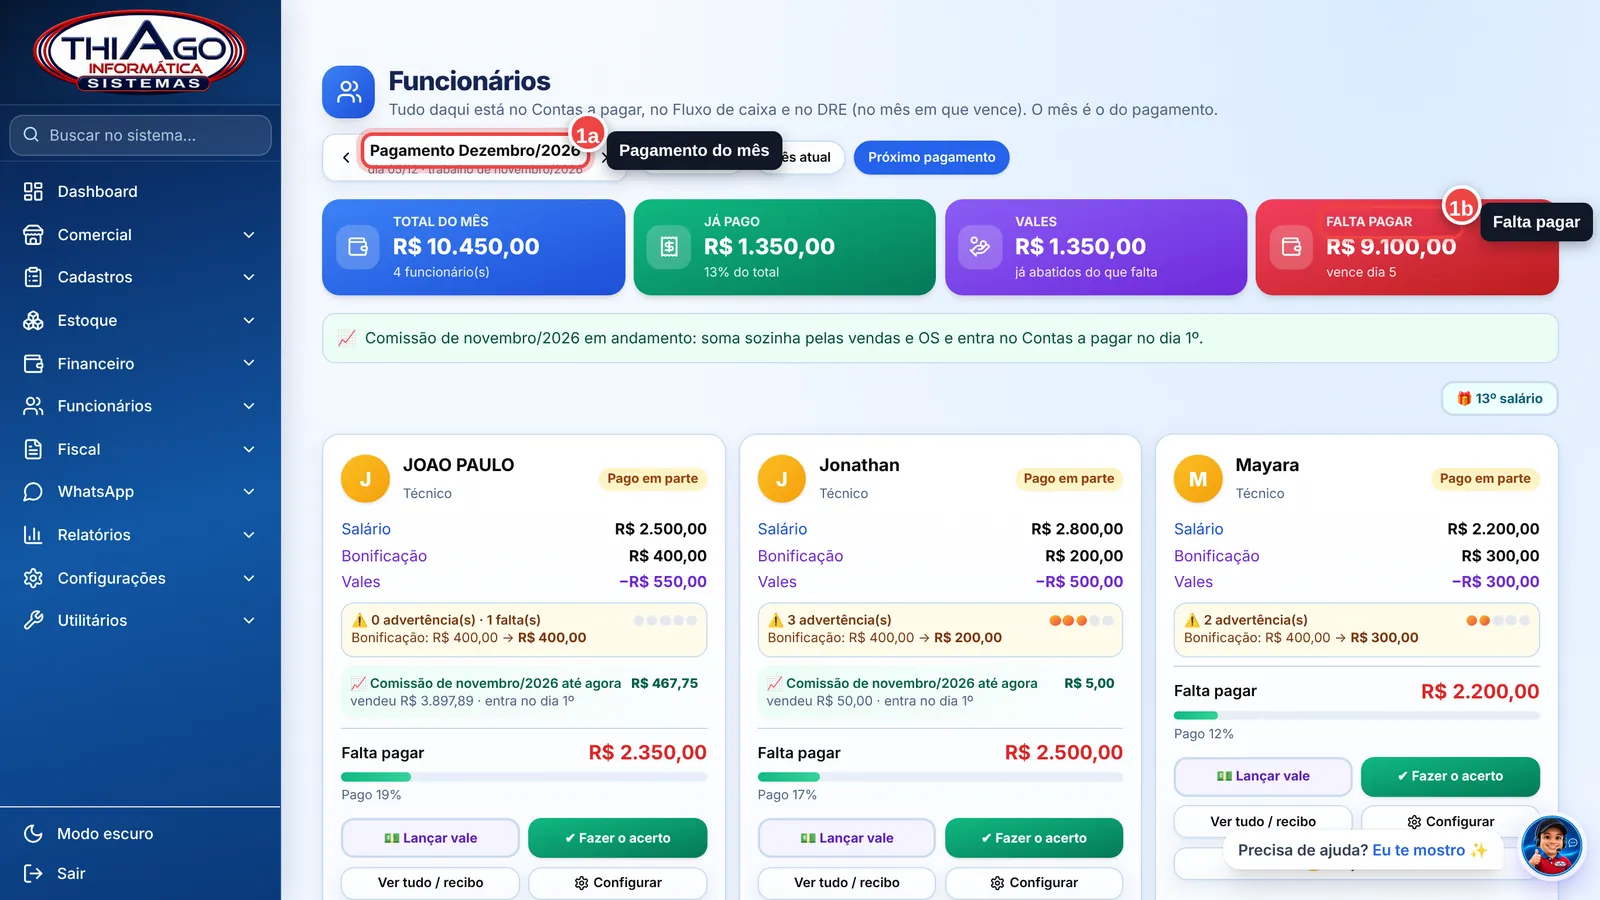 THIAGO
INFORMÁTICA
SISTEMAS
Buscar no sistema...
Dashboard
Comercial
Cadastros
Estoque
Financeiro
Funcionários
Fiscal
WhatsApp
Relatórios
Configurações
Utilitários
Modo escuro
Sair
Funcionários
Tudo daqui está no Contas a pagar, no Fluxo de caixa e no DRE (no mês em que vence). O mês é o do pagamento.
Pagamento Dezembro/2026
dia 05/12 · trabalho de novembro/2026
1a
Pagamento do mês
ês atual
Próximo pagamento
TOTAL DO MÊS
R$ 10.450,00
4 funcionário(s)
JÁ PAGO
R$ 1.350,00
13% do total
VALES
R$ 1.350,00
já abatidos do que falta
FALTA PAGAR
R$ 9.100,00
vence dia 5
1b
Falta pagar
Comissão de novembro/2026 em andamento: soma sozinha pelas vendas e OS e entra no Contas a pagar no dia 1º.
13º salário
J
JOAO PAULO
Técnico
Pago em parte
Salário R$ 2.500,00
Bonificação R$ 400,00
Vales −R$ 550,00
0 advertência(s) · 1 falta(s)
Bonificação: R$ 400,00 → R$ 400,00
Comissão de novembro/2026 até agora R$ 467,75
vendeu R$ 3.897,89 · entra no dia 1º
Falta pagar R$ 2.350,00
Pago 19%
Lançar vale
✔ Fazer o acerto
Ver tudo / recibo
Configurar
J
Jonathan
Técnico
Pago em parte
Salário R$ 2.800,00
Bonificação R$ 200,00
Vales −R$ 500,00
3 advertência(s)
Bonificação: R$ 400,00 → R$ 200,00
Comissão de novembro/2026 até agora R$ 5,00
vendeu R$ 50,00 · entra no dia 1º
Falta pagar R$ 2.500,00
Pago 17%
Lançar vale
✔ Fazer o acerto
Ver tudo / recibo
Configurar
M
Mayara
Técnico
Pago em parte
Salário R$ 2.200,00
Bonificação R$ 300,00
Vales −R$ 300,00
2 advertência(s)
Bonificação: R$ 400,00 → R$ 300,00
Falta pagar R$ 2.200,00
Pago 12%
Lançar vale
✔ Fazer o acerto
Ver tudo / recibo
Configurar
Precisa de ajuda? Eu te mostro ✨